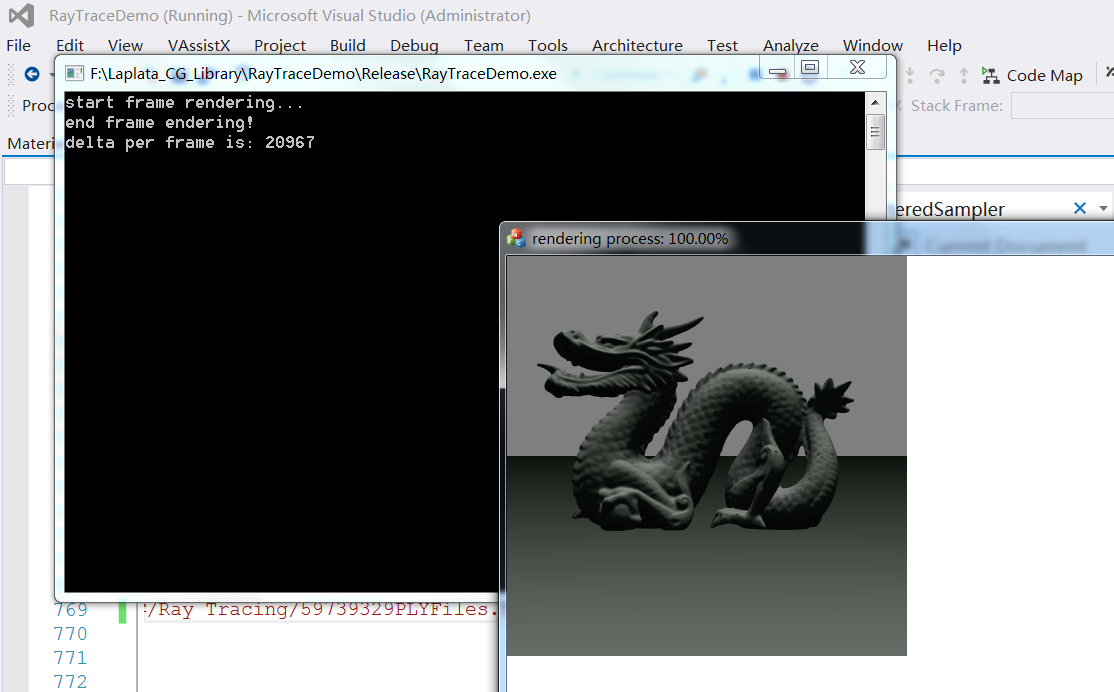 RayTraceDemo (Running) - Microsoft Visual Studio (Administrator)
File Edit View VAssistX Project Build Debug Team Tools Architecture Test Analyze Window Help
F:\Laplata_CG_Library\RayTraceDemo\Release\RayTraceDemo.exe
Code Map
Proc
Stack Frame:
start frame rendering...
end frame endering!
delta per frame is: 20967
Materi
eredSampler
rendering process: 100.00%
Current Document
769 /Ray Tracing/59739329PLYFiles.
770
771
772